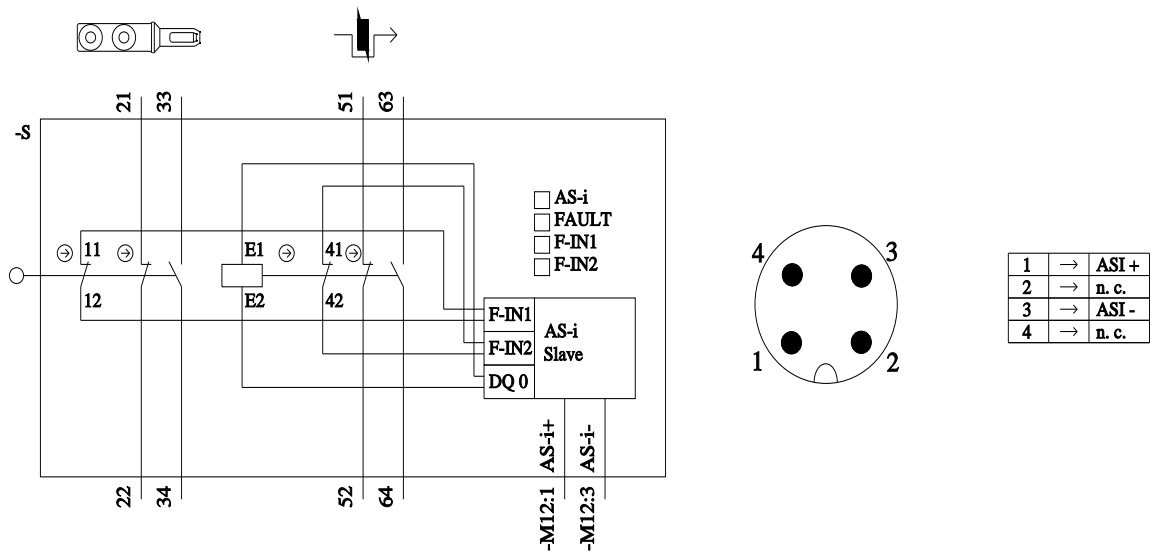 21 33 51 63
-S
11 E1 41
12 E2 42
AS-i
FAULT
F-IN1
F-IN2
F-IN1
F-IN2
DQ 0
AS-i
Slave
22 34 52 64
-M12:1 AS-i+
-M12:3 AS-i-
4 3
1 2
1 → ASI +
2 → n. c.
3 → ASI -
4 → n. c.